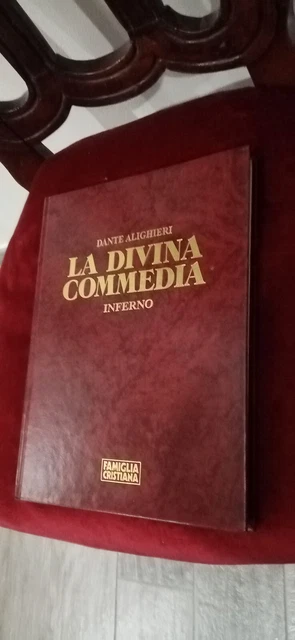 DANTE ALIGHIERI
LA DIVINA
COMMEDIA
INFERNO
FAMIGLIA
CRISTIANA